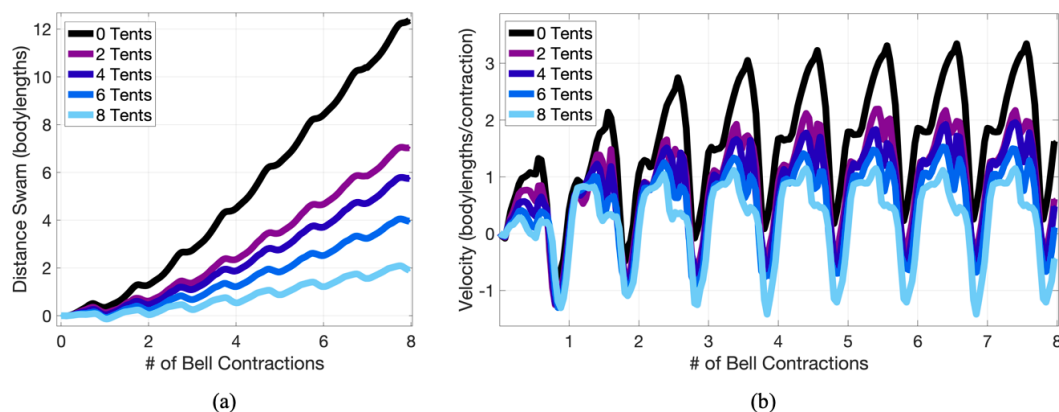 12
10
8
6
4
2
0
0 Tents
2 Tents
4 Tents
6 Tents
8 Tents
Distance Swam (bodylengths)
0 2 4 6 8
# of Bell Contractions
(a)
3
2
1
0
-1
0 Tents
2 Tents
4 Tents
6 Tents
8 Tents
Velocity (bodylengths/contraction)
1 2 3 4 5 6 7 8
# of Bell Contractions
(b)